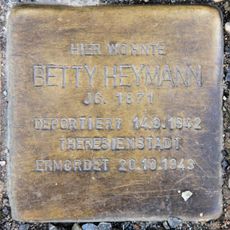 HIER WOHNTE
BETTY HEYMANN
JG. 1871
DEPORTIERT 14.9.1942
THERESIENSTADT
ERMORDET 20.10.1943